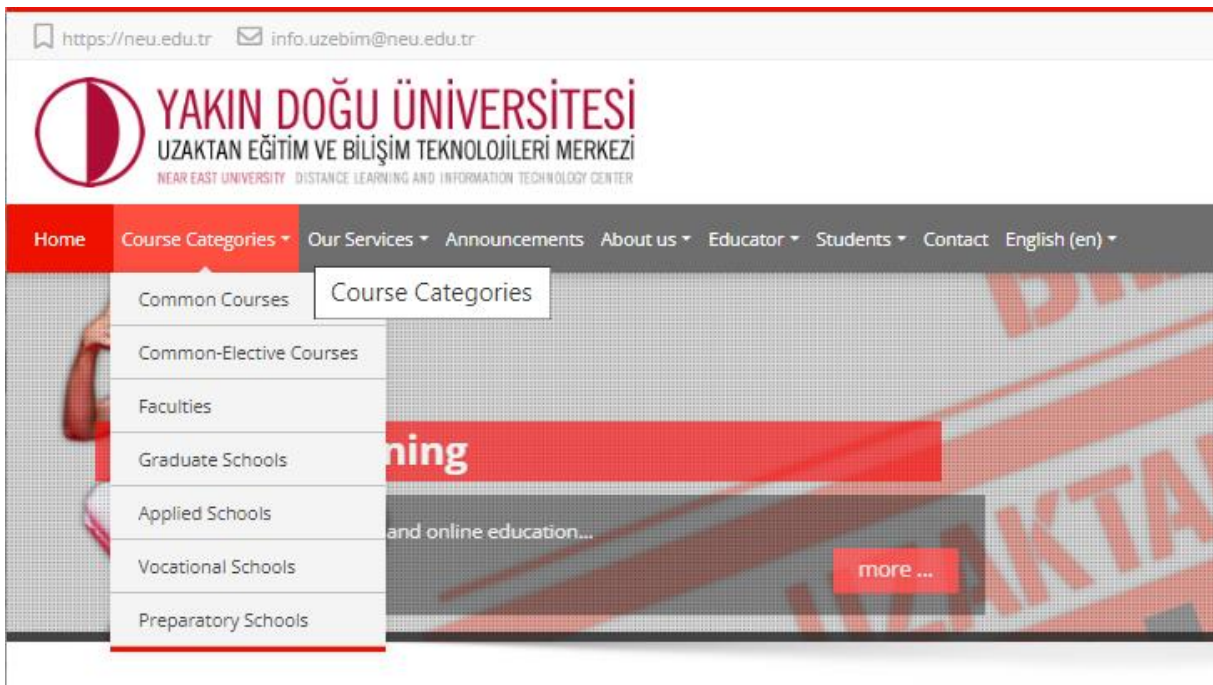 https://neu.edu.tr info.uzebim@neu.edu.tr
YAKIN DOĞU ÜNİVERSİTESİ
UZAKTAN EĞİTİM VE BİLİŞİM TEKNOLOJİLERİ MERKEZİ
NEAR EAST UNIVERSITY DISTANCE LEARNING AND INFORMATION TECHNOLOGY CENTER
Home Course Categories Our Services Announcements About us Educator Students Contact English (en)
Course Categories
Common Courses
Common-Elective Courses
Faculties
Graduate Schools
Applied Schools
Vocational Schools
Preparatory Schools
ning
and online education...
more ...
UZAKTA